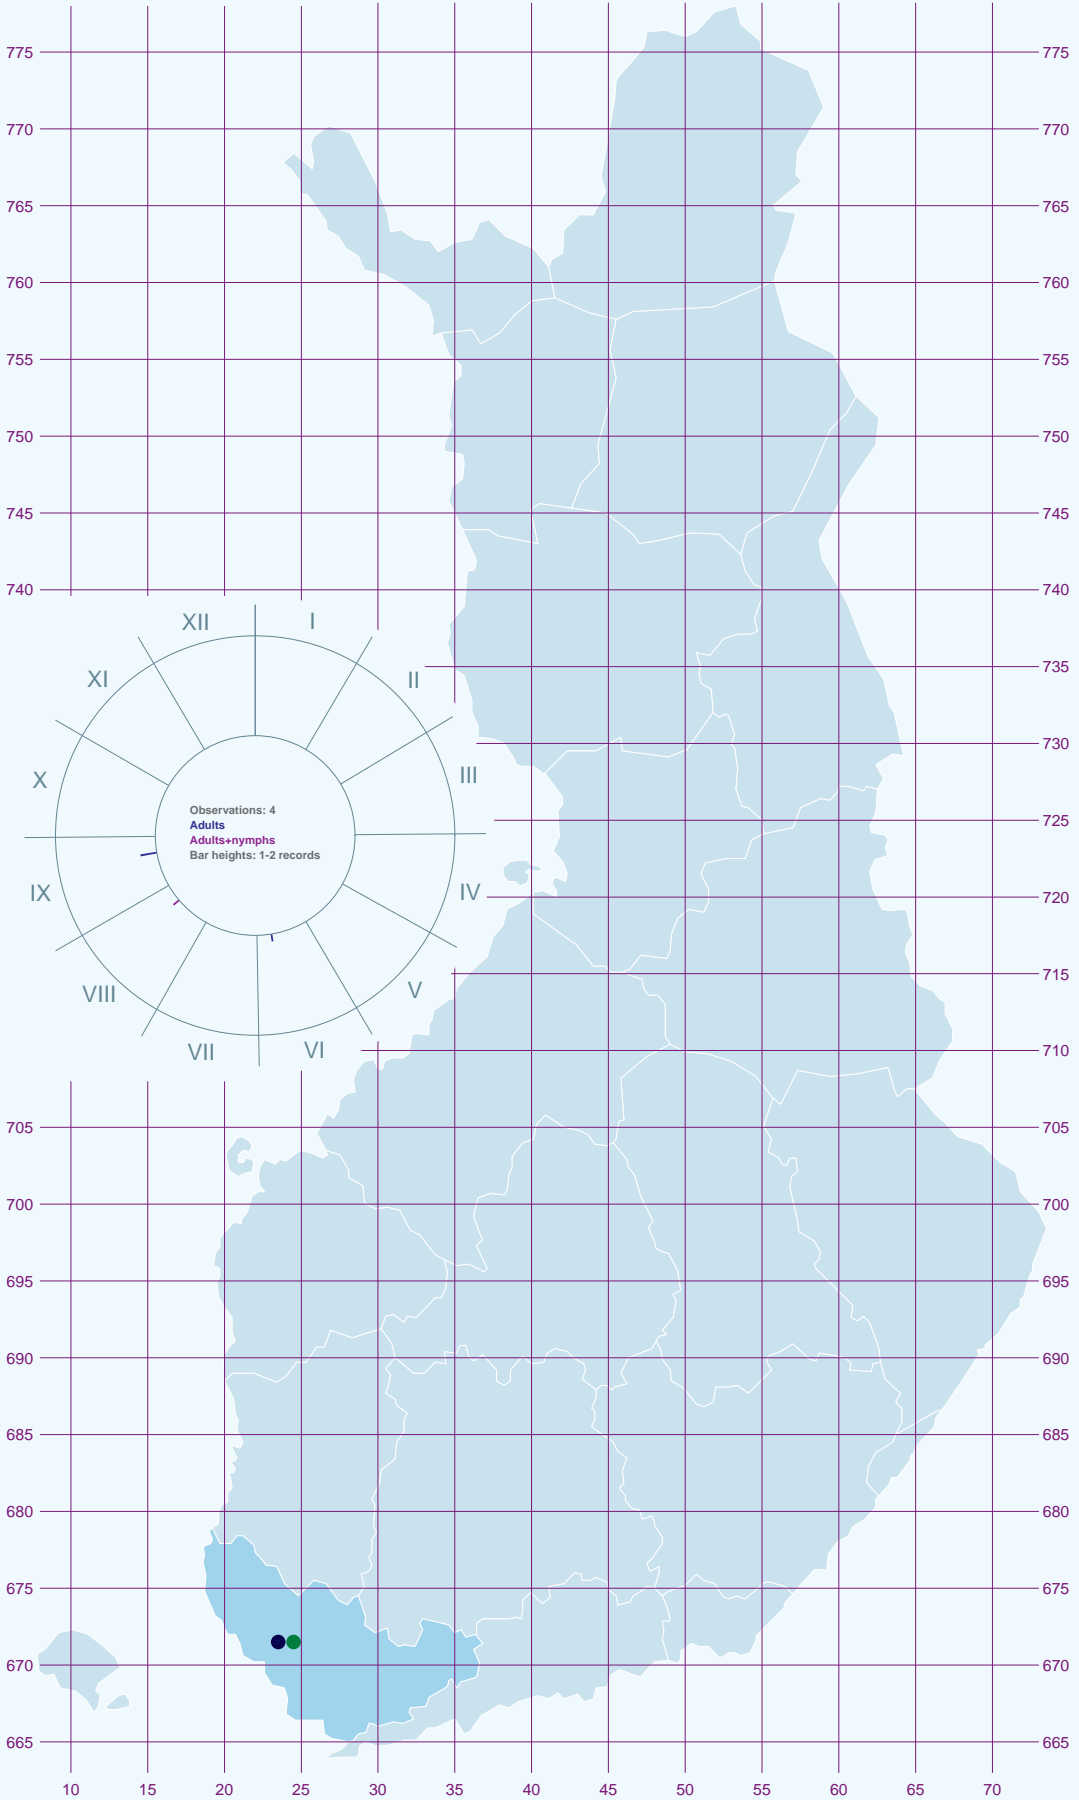 775 775
770 770
765 765
760 760
755 755
750 750
745 745
740 740
735
730
725
720
715
710
XII I
XI II
X III
Observations: 4
Adults
Adults+nymphs
Bar heights: 1-2 records
IX IV
VIII V
VII VI
705 705
700 700
695 695
690 690
685 685
680 680
675 675
670 670
665 665
10 15 20 25 30 35 40 45 50 55 60 65 70